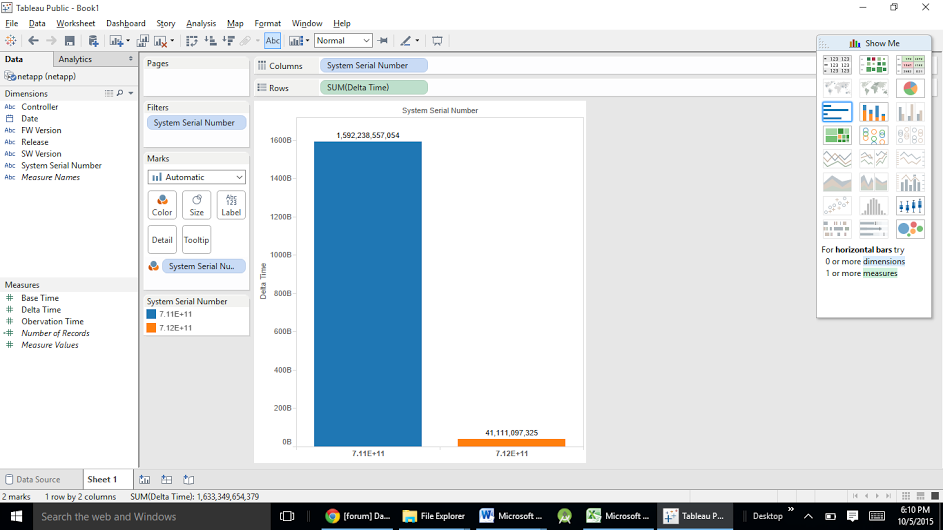 Tableau Public - Book1
File Data Worksheet Dashboard Story Analysis Map Format Window Help
Abc Normal
Data Analytics
netapp (netapp)
Dimensions
Abc Controller
Date
Abc FW Version
Abc Release
Abc SW Version
Abc System Serial Number
Abc Measure Names
Measures
Base Time
Delta Time
Obervation Time
Number of Records
Measure Values
Pages
Filters
System Serial Number
Marks
Automatic
Abc
123
Color Size Label
Detail Tooltip
System Serial Nu..
System Serial Number
7.11E+11
7.12E+11
Columns System Serial Number
Rows SUM(Delta Time)
System Serial Number
1600B
1400B
1200B
1000B
800B
600B
400B
200B
0B
Delta Time
1,592,238,557,054
41,111,097,325
7.11E+11 7.12E+11
Show Me
For horizontal bars try
0 or more dimensions
1 or more measures
Data Source Sheet 1
2 marks 1 row by 2 columns SUM(Delta Time): 1,633,349,654,379
Search the web and Windows
[forum] Da... File Explorer Microsoft ... Microsoft ... Tableau P... Desktop
6:10 PM
10/5/2015